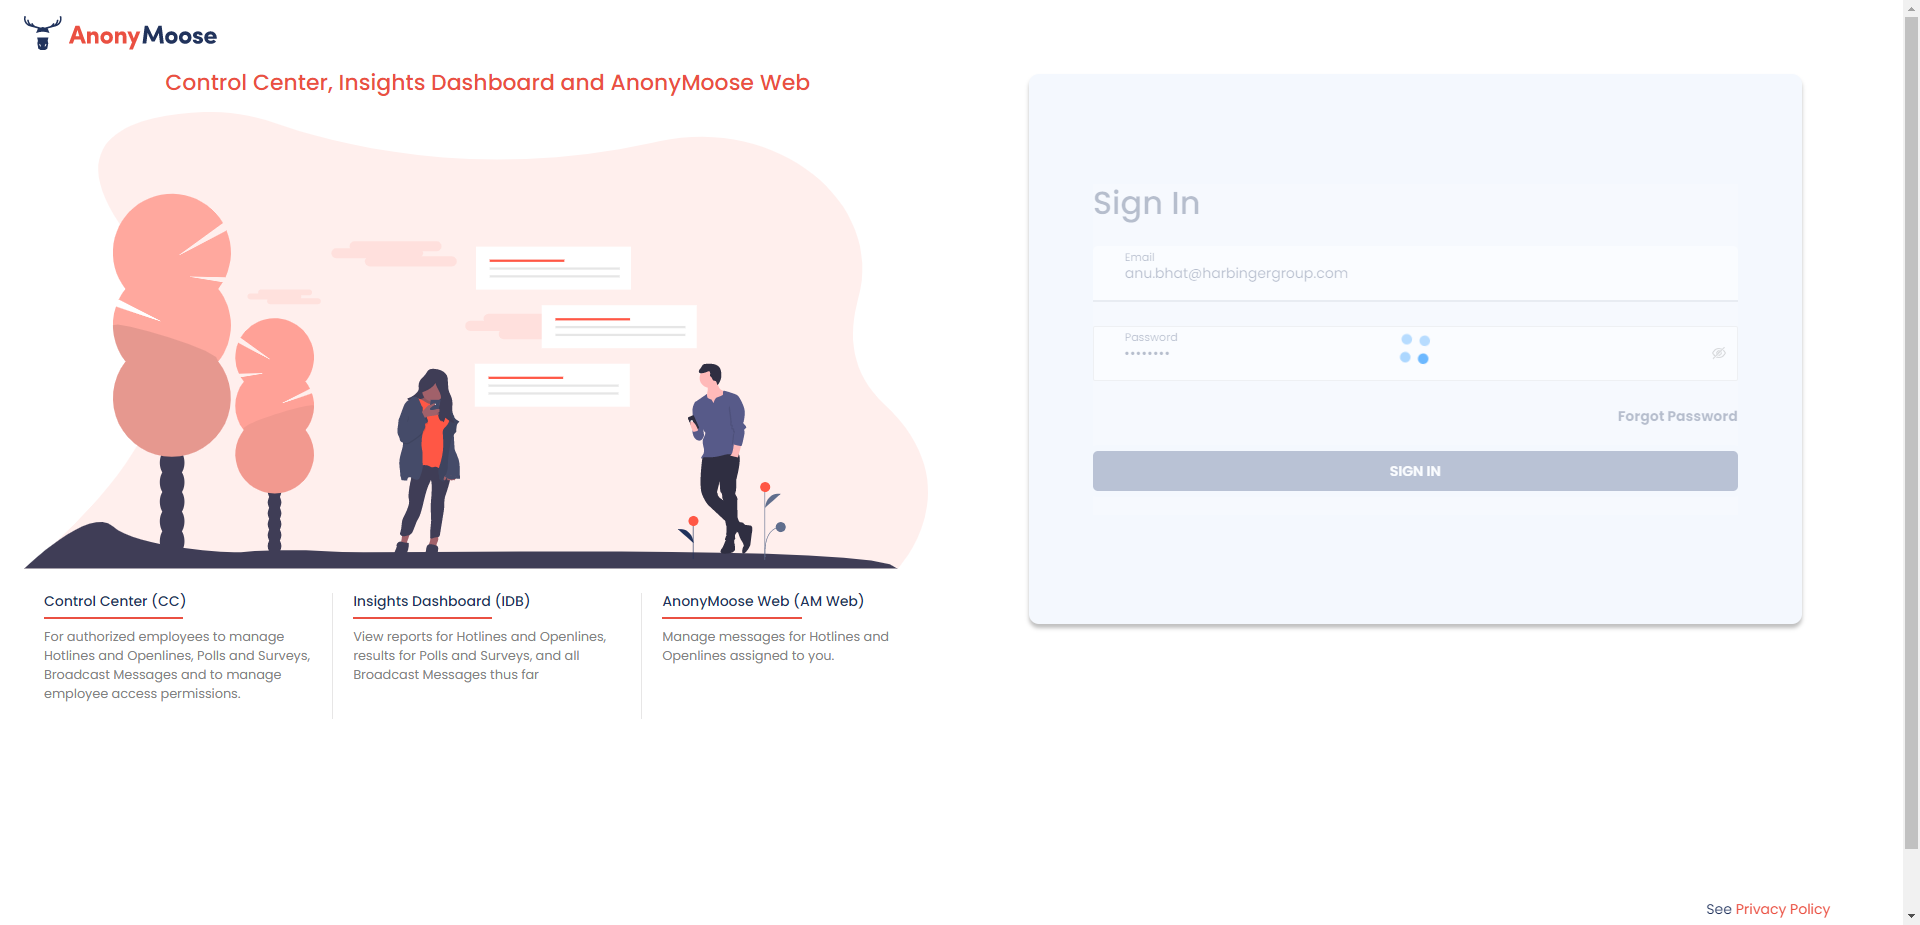 AnonyMoose
Control Center, Insights Dashboard and AnonyMoose Web
Sign In
Email
anu.bhat@harbingergroup.com
Password
••••••••
Forgot Password
SIGN IN
Control Center (CC)
For authorized employees to manage
Hotlines and Openlines, Polls and Surveys,
Broadcast Messages and to manage
employee access permissions.
Insights Dashboard (IDB)
View reports for Hotlines and Openlines,
results for Polls and Surveys, and all
Broadcast Messages thus far
AnonyMoose Web (AM Web)
Manage messages for Hotlines and
Openlines assigned to you.
See Privacy Policy